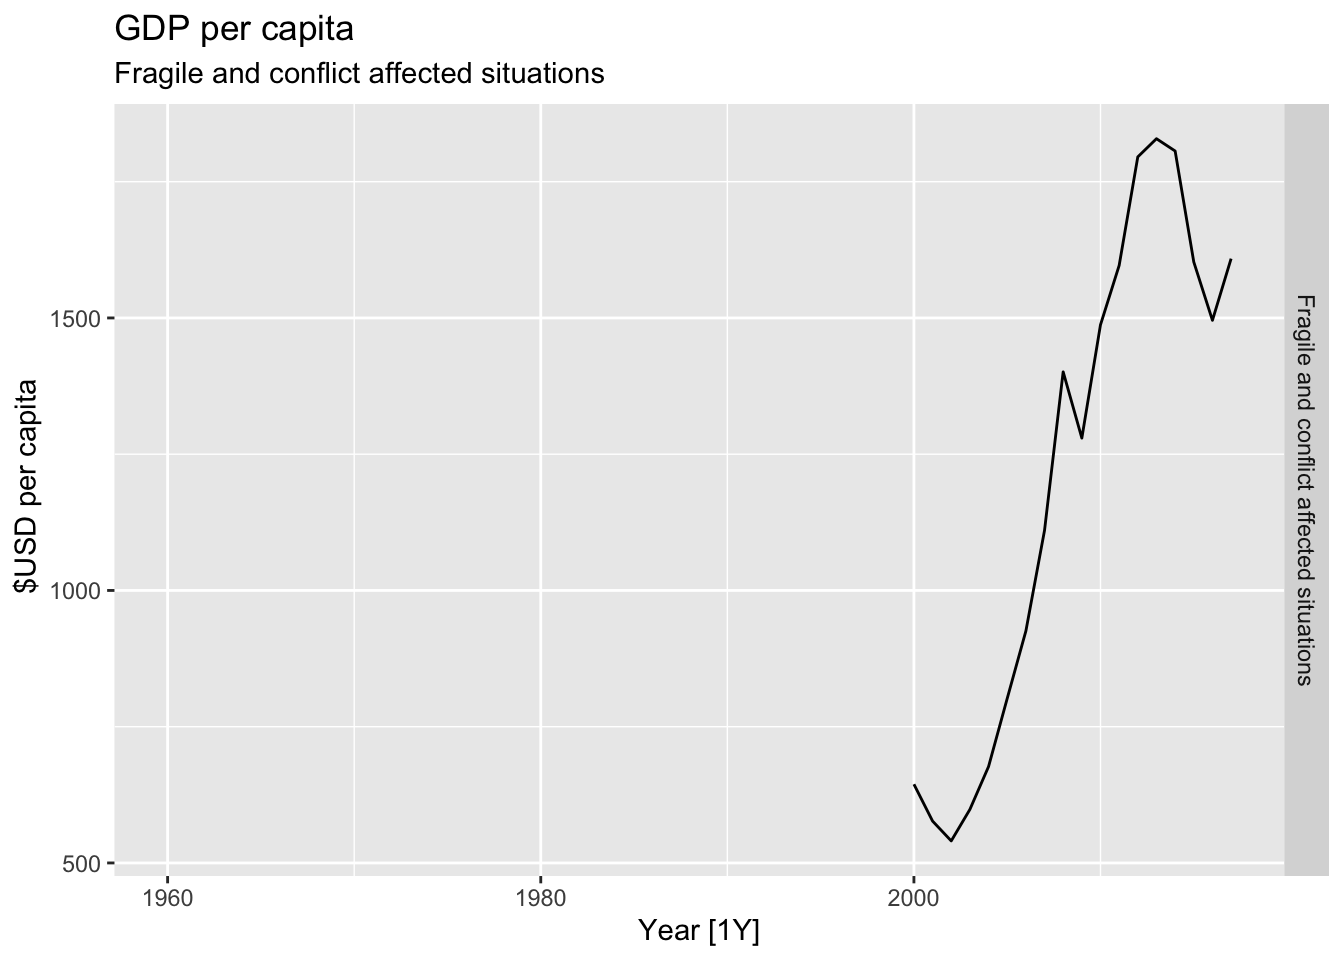 GDP per capita
Fragile and conflict affected situations
$USD per capita
1500
1000
500
1960
1980
2000
Year [1Y]
Fragile and conflict affected situations